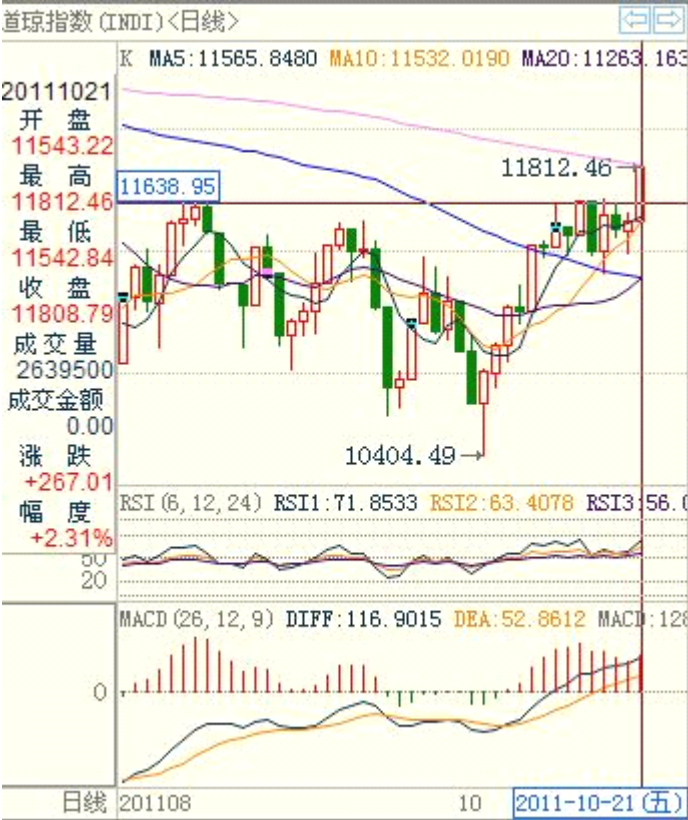 道琼指数(INDI)<日线>
K MA5:11565.8480 MA10:11532.0190 MA20:11263.163
20111021
开 盘
11543.22
最 高
11812.46
最 低
11542.84
收 盘
11808.79
成交量
2639500
成交金额
0.00
涨 跌
+267.01
幅 度
+2.31%
11638.95
11812.46
10404.49
RSI(6,12,24) RSI1:71.8533 RSI2:63.4078 RSI3:56.0
50
20
MACD(26,12,9) DIFF:116.9015 DEA:52.8612 MACD:128
0
日线 201108 10 2011-10-21(五)